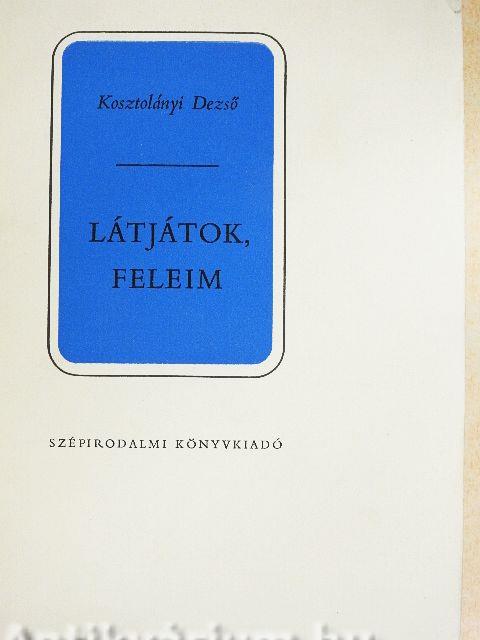 Kosztolányi Dezső
LÁTJÁTOK,
FELEIM
SZÉPIRODALMI KÖNYVKIADÓ